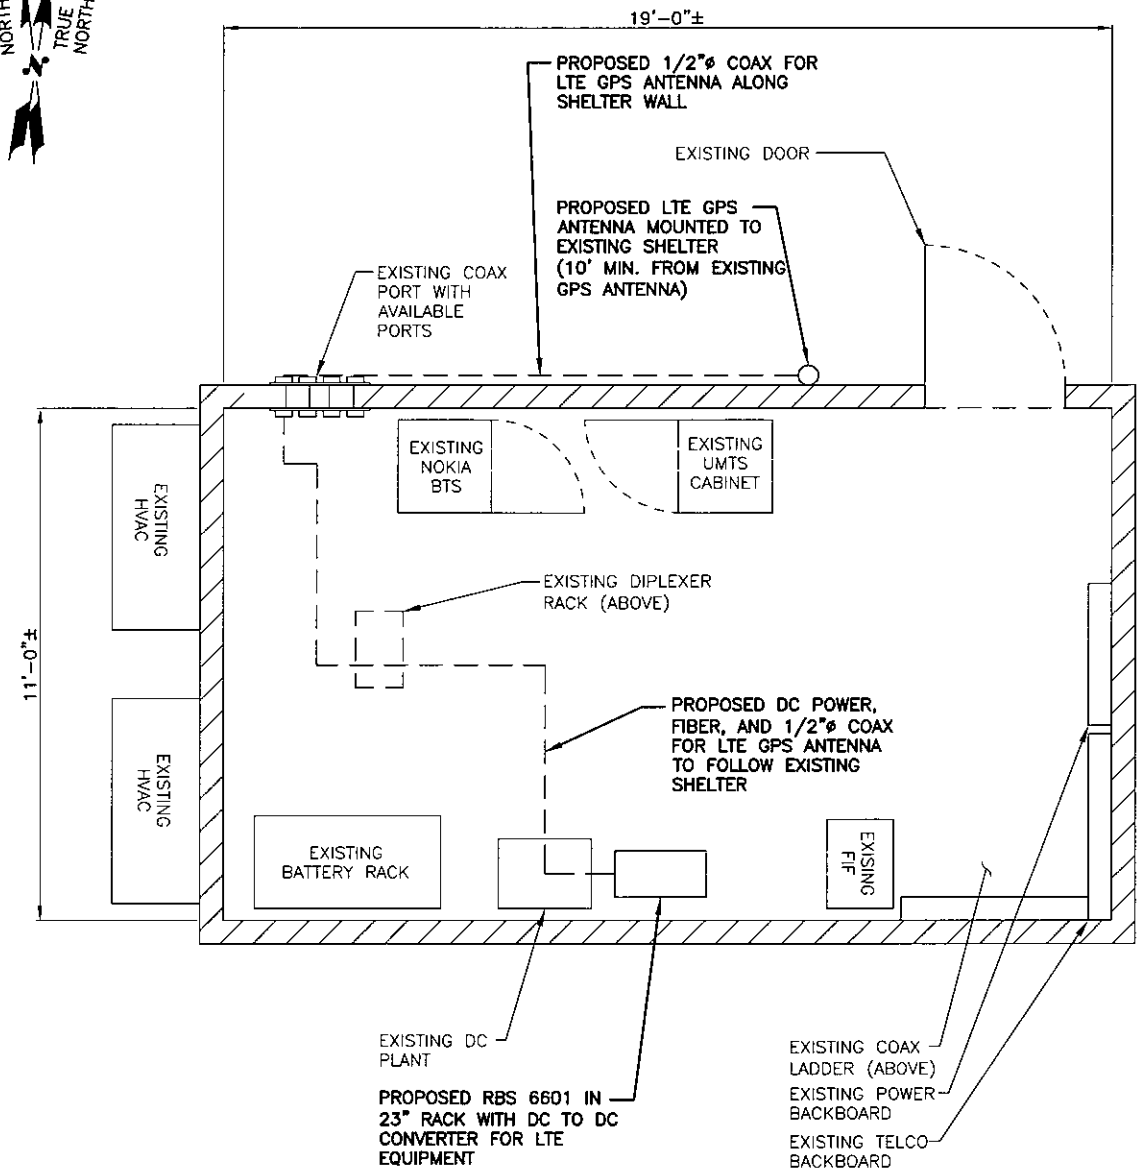 NORTH
TRUE
NORTH
N
19'-0"±
PROPOSED 1/2"ø COAX FOR
LTE GPS ANTENNA ALONG
SHELTER WALL
EXISTING DOOR
PROPOSED LTE GPS
ANTENNA MOUNTED TO
EXISTING SHELTER
(10' MIN. FROM EXISTING
GPS ANTENNA)
EXISTING COAX
PORT WITH
AVAILABLE
PORTS
EXISTING
NOKIA
BTS
EXISTING
UMTS
CABINET
EXISTING
HVAC
EXISTING DIPLEXER
RACK (ABOVE)
11'-0"±
PROPOSED DC POWER,
FIBER, AND 1/2"ø COAX
FOR LTE GPS ANTENNA
TO FOLLOW EXISTING
SHELTER
EXISTING
HVAC
EXISTING
BATTERY RACK
EXISING
FIF
EXISTING DC
PLANT
PROPOSED RBS 6601 IN
23" RACK WITH DC TO DC
CONVERTER FOR LTE
EQUIPMENT
EXISTING COAX
LADDER (ABOVE)
EXISTING POWER
BACKBOARD
EXISTING TELCO
BACKBOARD